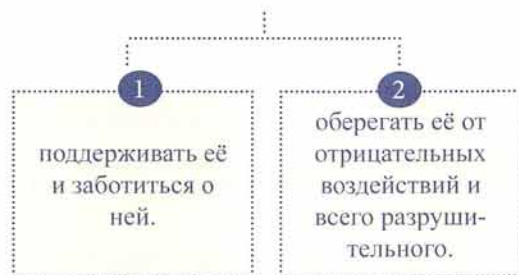 1
поддерживать её
и заботиться о
ней.
2
оберегать её от
отрицательных
воздействий и
всего разруши-
тельного.